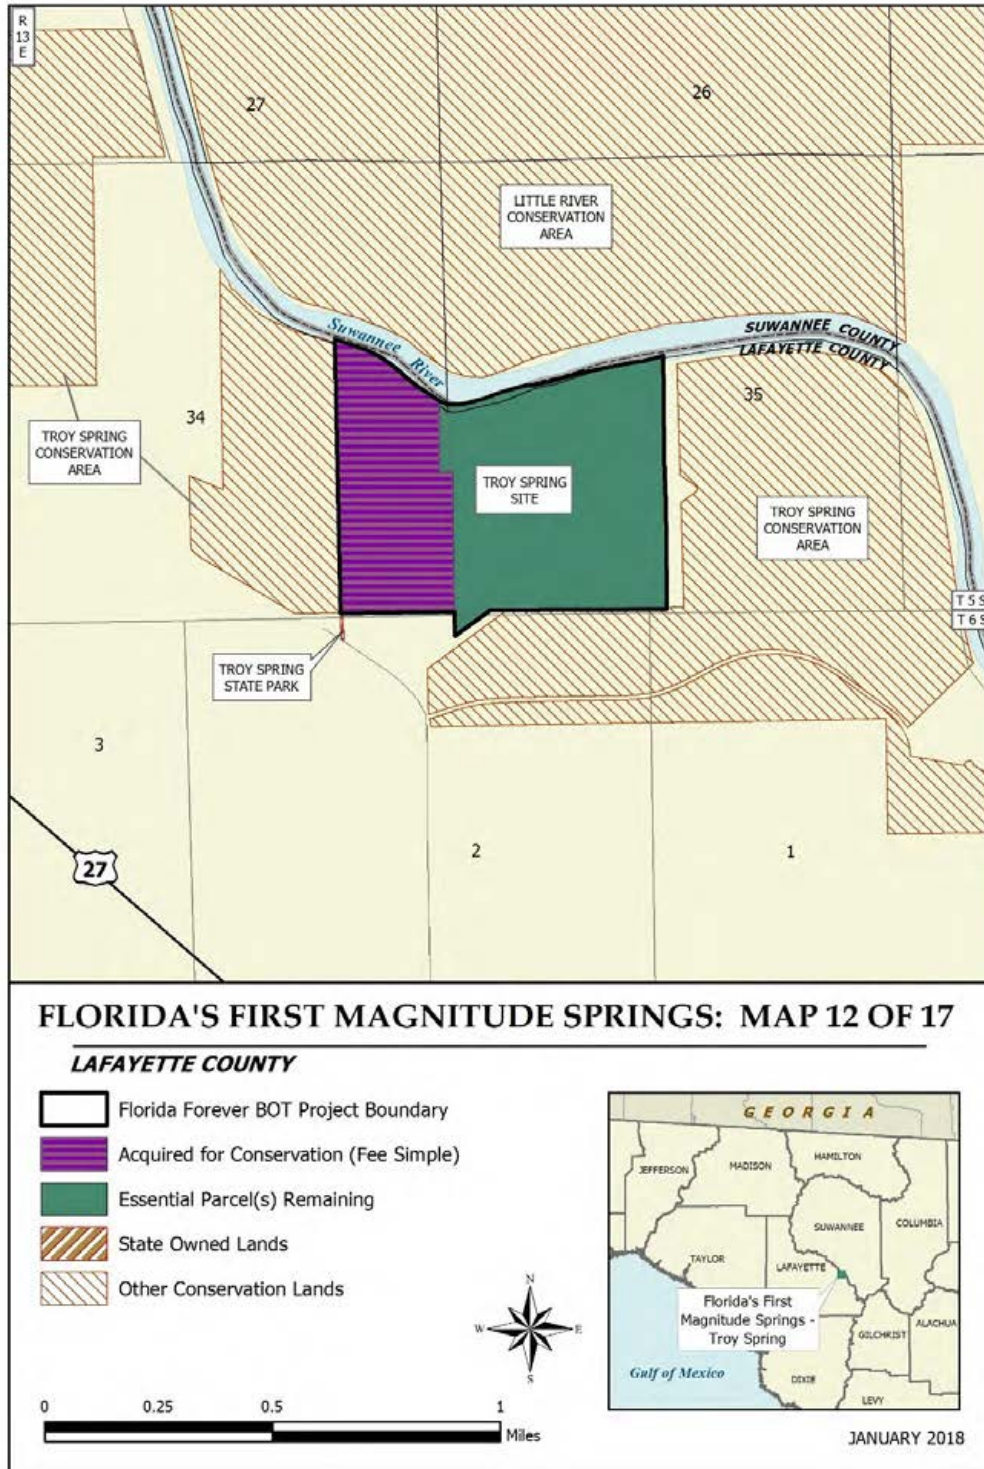 R
13
E
27
26
LITTLE RIVER
CONSERVATION
AREA
Suwannee River
SUWANNEE COUNTY
LAFAYETTE COUNTY
34
35
TROY SPRING
CONSERVATION
AREA
TROY SPRING
SITE
TROY SPRING
CONSERVATION
AREA
T 5 S
T 6 S
TROY SPRING
STATE PARK
3
2
1
27
FLORIDA'S FIRST MAGNITUDE SPRINGS: MAP 12 OF 17
LAFAYETTE COUNTY
Florida Forever BOT Project Boundary
Acquired for Conservation (Fee Simple)
Essential Parcel(s) Remaining
State Owned Lands
Other Conservation Lands
N
W
E
S
0
0.25
0.5
1
Miles
GEORGIA
JEFFERSON
MADISON
HAMILTON
SUWANNEE
COLUMBIA
TAYLOR
LAFAYETTE
Florida's First
Magnitude Springs -
Troy Spring
GILCHRIST
ALACHUA
Gulf of Mexico
DIXIE
LEVY
JANUARY 2018